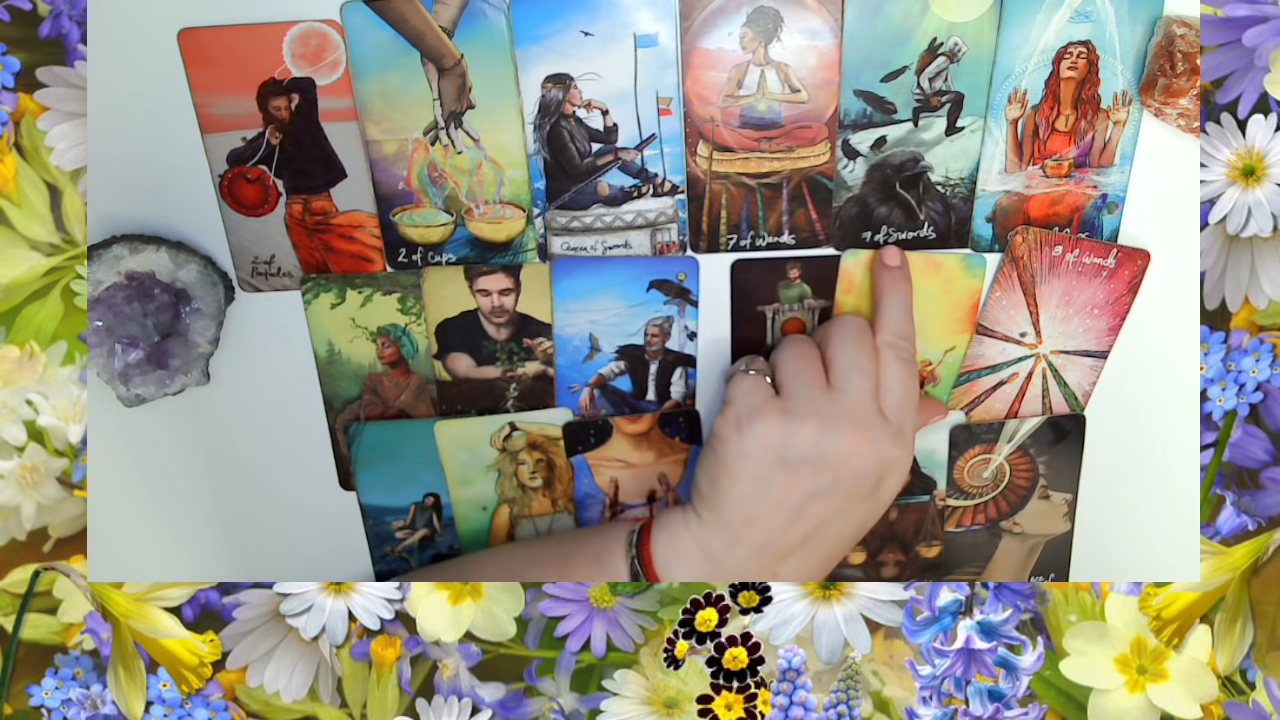 2 of
Pentacles
2 of Cups
Queen of Swords
7 of Wands
7 of Swords
8 of Wands